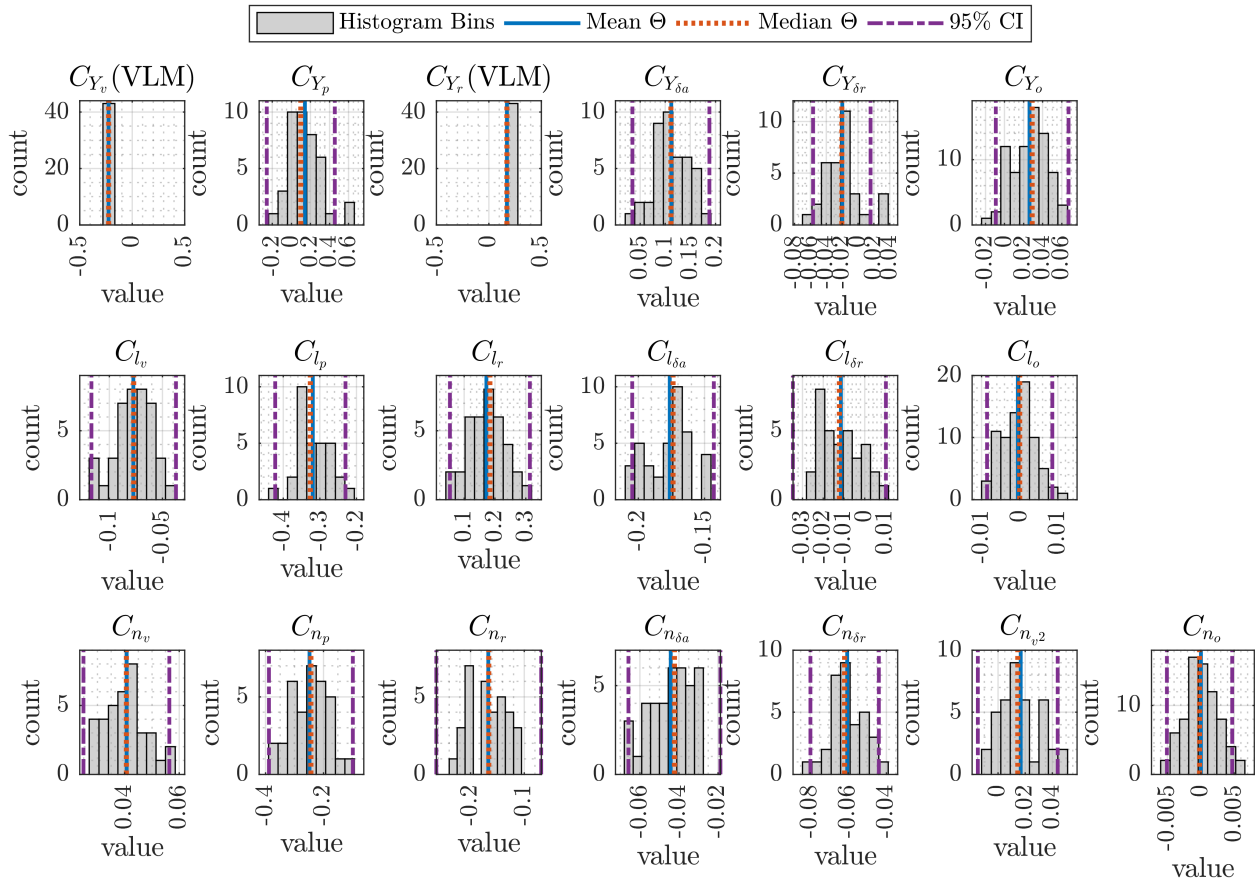 Histogram Bins Mean Θ Median Θ 95% CI
C_{Y_v}(VLM) C_{Y_p} C_{Y_r}(VLM) C_{Y_{δa}} C_{Y_{δr}} C_{Y_o}
count
0 20 40
-0.5 0 0.5
value
count
0 5 10
-0.2 0 0.2 0.4 0.6
value
count
0 20 40
-0.5 0 0.5
value
count
0 5 10
0.05 0.1 0.15 0.2
value
count
0 5 10
-0.08 -0.06 -0.04 -0.02 0 0.02 0.04
value
count
0 10
-0.02 0 0.02 0.04 0.06
value
C_{l_v} C_{l_p} C_{l_r} C_{l_{δa}} C_{l_{δr}} C_{l_o}
count
0 5
-0.1 -0.05
value
count
0 5 10
-0.4 -0.3 -0.2
value
count
0 5
0.1 0.2 0.3
value
count
0 5 10
-0.2 -0.15
value
count
0 5
-0.03 -0.02 -0.01 0 0.01
value
count
0 10 20
-0.01 0 0.01
value
C_{n_v} C_{n_p} C_{n_r} C_{n_{δa}} C_{n_{δr}} C_{n_{v2}} C_{n_o}
count
0 5
0.04 0.06
value
count
0 5
-0.4 -0.2
value
count
0 5
-0.2 -0.1
value
count
0 5
-0.06 -0.04 -0.02
value
count
0 5 10
-0.08 -0.06 -0.04
value
count
0 5 10
0 0.02 0.04
value
count
0 10
-0.005 0 0.005
value